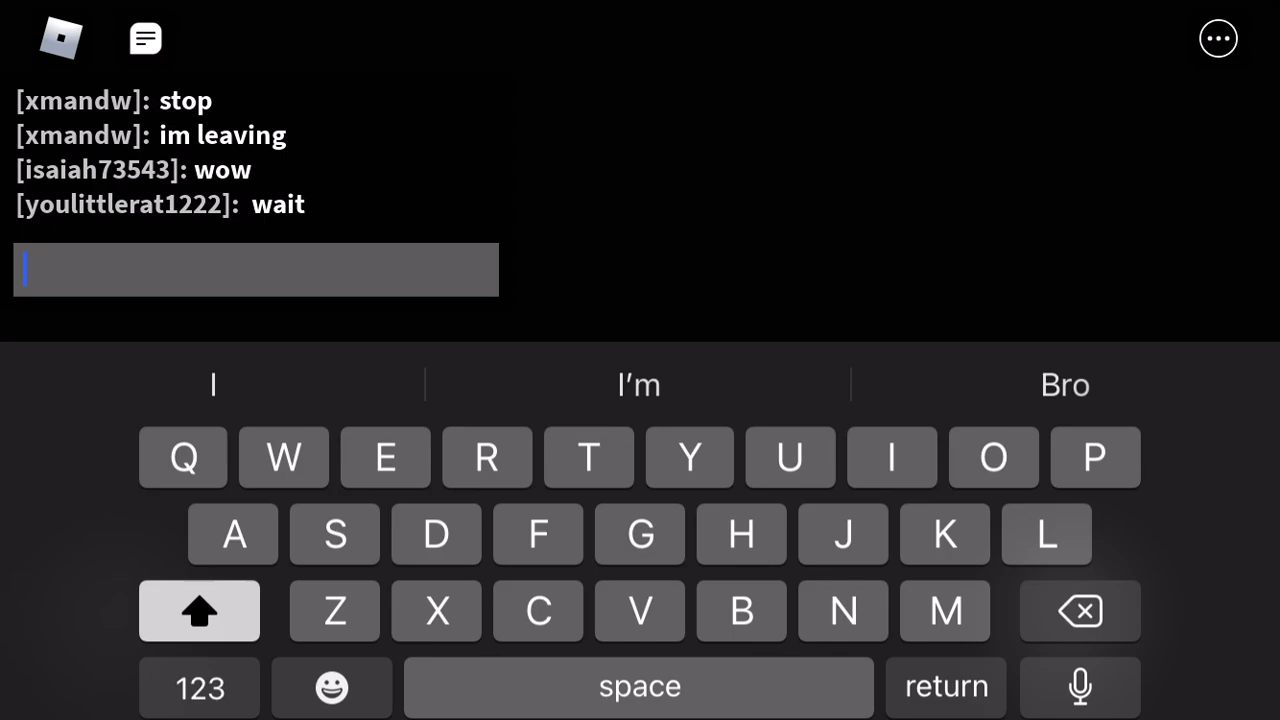 [xmandw]: stop
[xmandw]: im leaving
[isaiah73543]: wow
[youlittlerat1222]: wait
I I'm Bro
Q W E R T Y U I O P
A S D F G H J K L
Z X C V B N M
123 space return